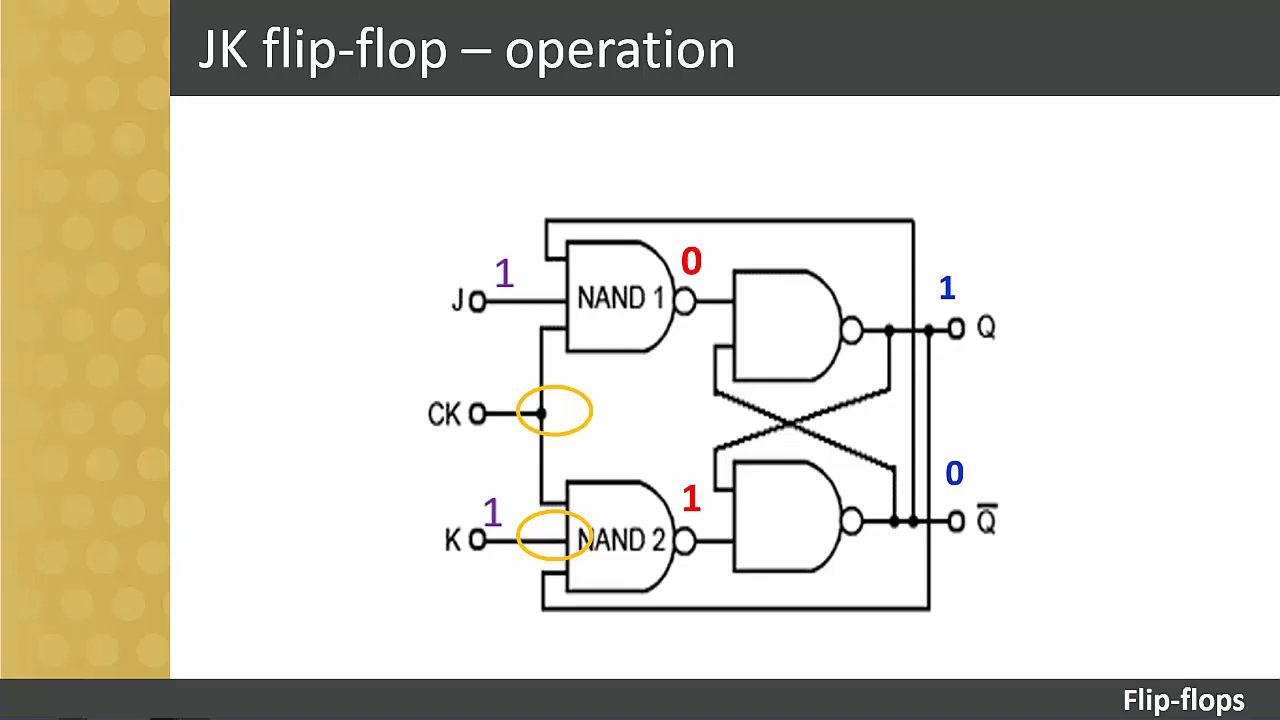 JK flip-flop – operation
0
1
J
NAND 1
1
Q
CK
0
1
1
K
NAND 2
Q̅
Flip-flops